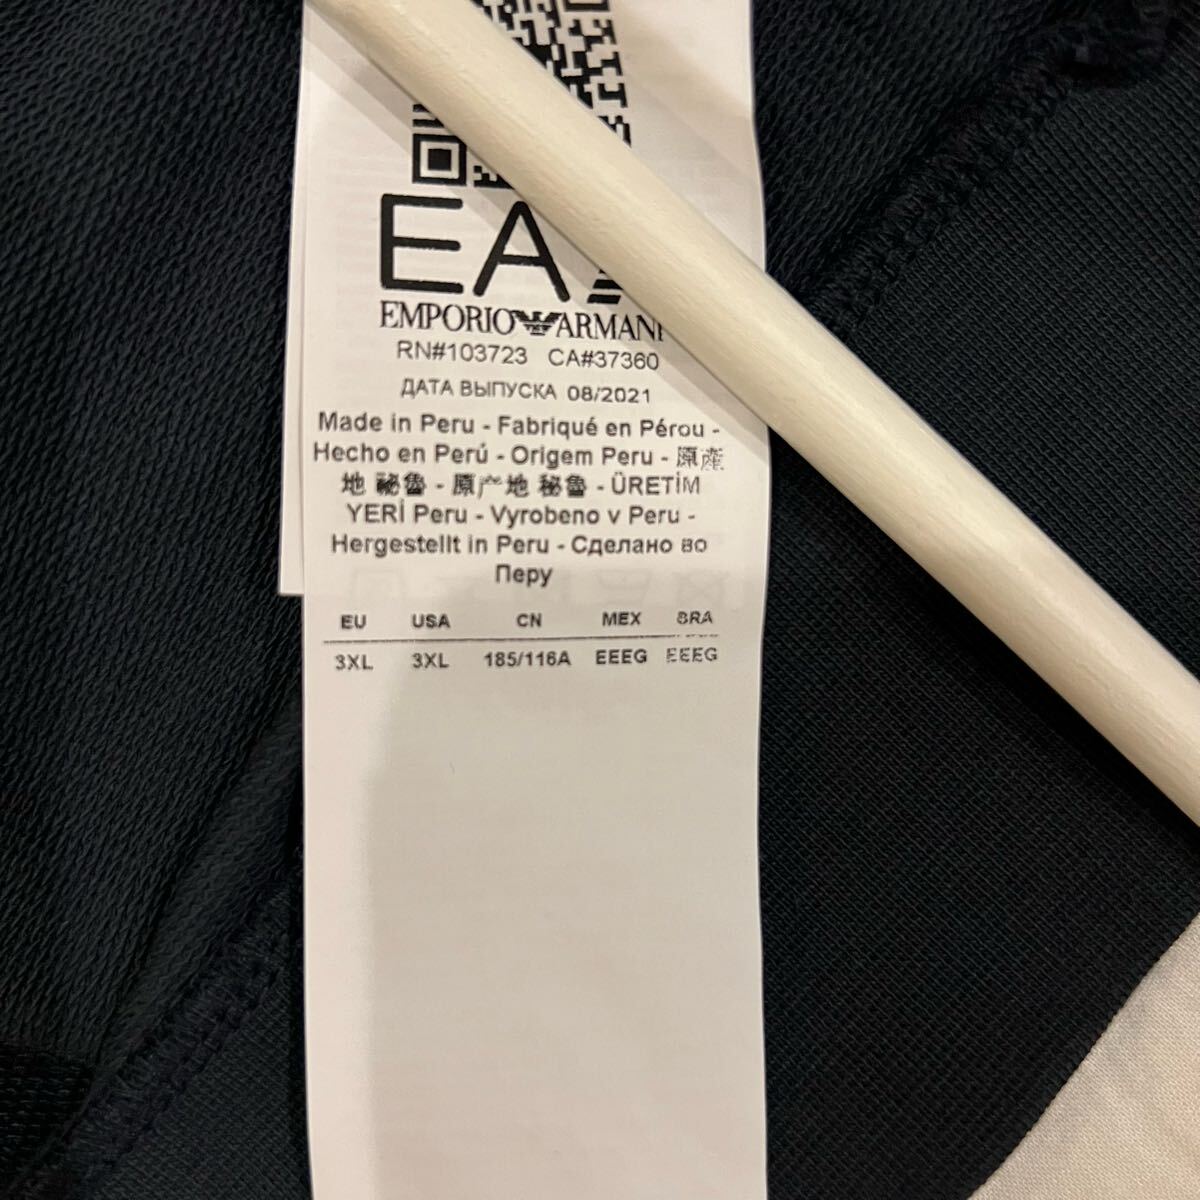 EA
EMPORIO ARMANI
RN#103723 CA#37360
ДАТА ВЫПУСКА 08/2021
Made in Peru - Fabriqué en Pérou -
Hecho en Perú - Origem Peru - 原產
地 秘魯 - 原产地 秘鲁 - ÜRETİM
YERİ Peru - Vyrobeno v Peru -
Hergestellt in Peru - Сделано во
Перу
EU USA CN MEX BRA
3XL 3XL 185/116A EEEG EEEG